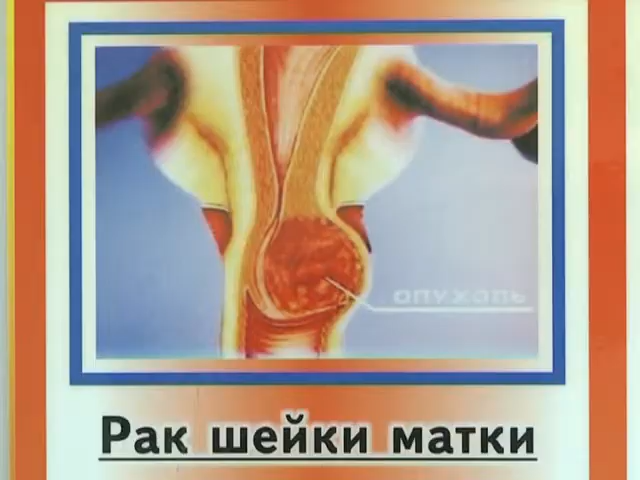 опухоль
Рак шейки матки